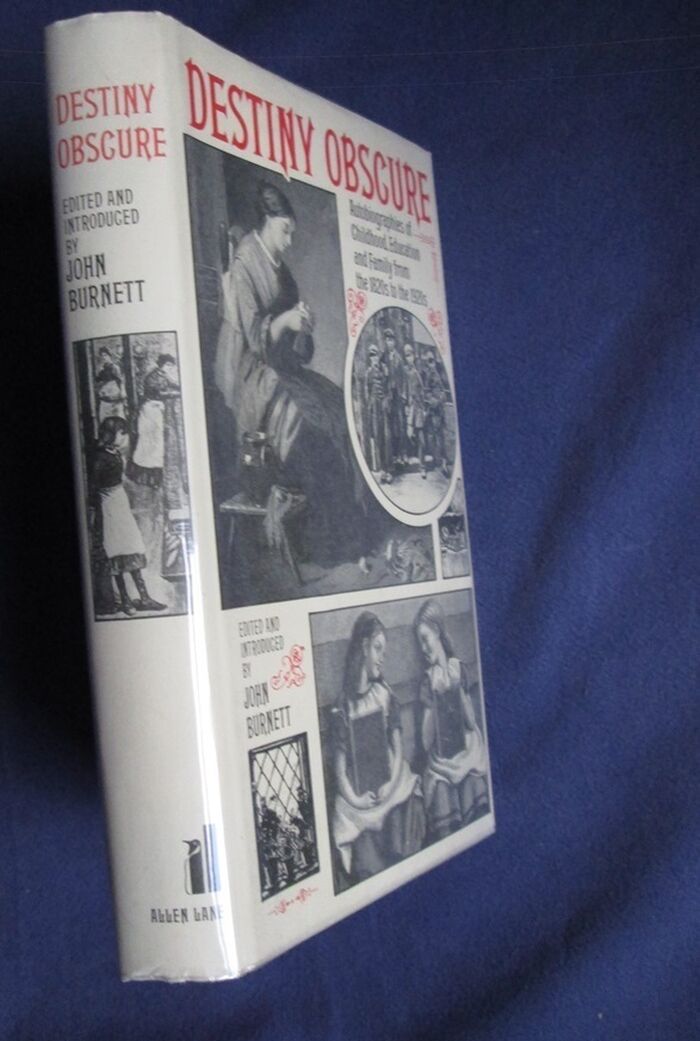 DESTINY
OBSCURE
EDITED AND
INTRODUCED
BY
JOHN
BURNETT
ALLEN LANE
DESTINY OBSCURE
Autobiographies of
Childhood, Education
and Family from
the 1820s to the 1920s
EDITED AND
INTRODUCED
BY
JOHN
BURNETT